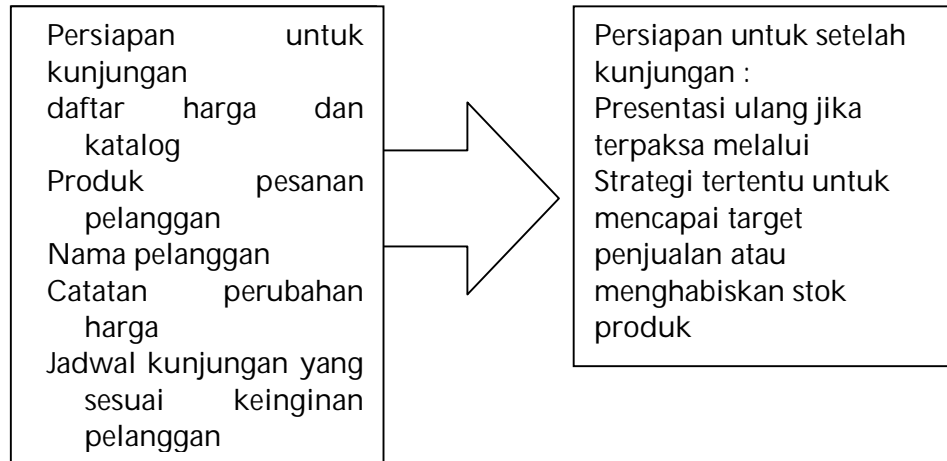 Persiapan untuk
kunjungan
daftar harga dan
katalog
Produk pesanan
pelanggan
Nama pelanggan
Catatan perubahan
harga
Jadwal kunjungan yang
sesuai keinginan
pelanggan
Persiapan untuk setelah
kunjungan :
Presentasi ulang jika
terpaksa melalui
Strategi tertentu untuk
mencapai target
penjualan atau
menghabiskan stok
produk